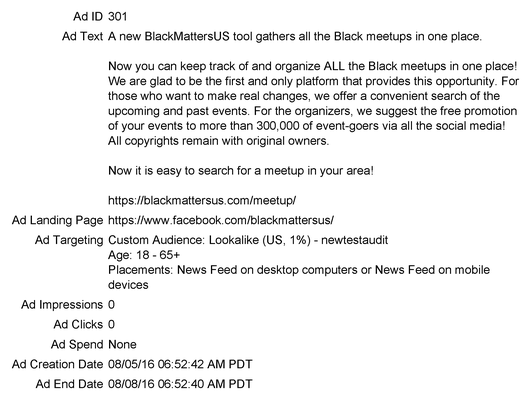 Ad ID 301
Ad Text A new BlackMattersUS tool gathers all the Black meetups in one place.
Now you can keep track of and organize ALL the Black meetups in one place!
We are glad to be the first and only platform that provides this opportunity. For
those who want to make real changes, we offer a convenient search of the
upcoming and past events. For the organizers, we suggest the free promotion
of your events to more than 300,000 of event-goers via all the social media!
All copyrights remain with original owners.
Now it is easy to search for a meetup in your area!
https://blackmattersus.com/meetup/
Ad Landing Page https://www.facebook.com/blackmattersus/
Ad Targeting Custom Audience: Lookalike (US, 1%) - newtestaudit
Age: 18 - 65+
Placements: News Feed on desktop computers or News Feed on mobile
devices
Ad Impressions 0
Ad Clicks 0
Ad Spend None
Ad Creation Date 08/05/16 06:52:42 AM PDT
Ad End Date 08/08/16 06:52:40 AM PDT